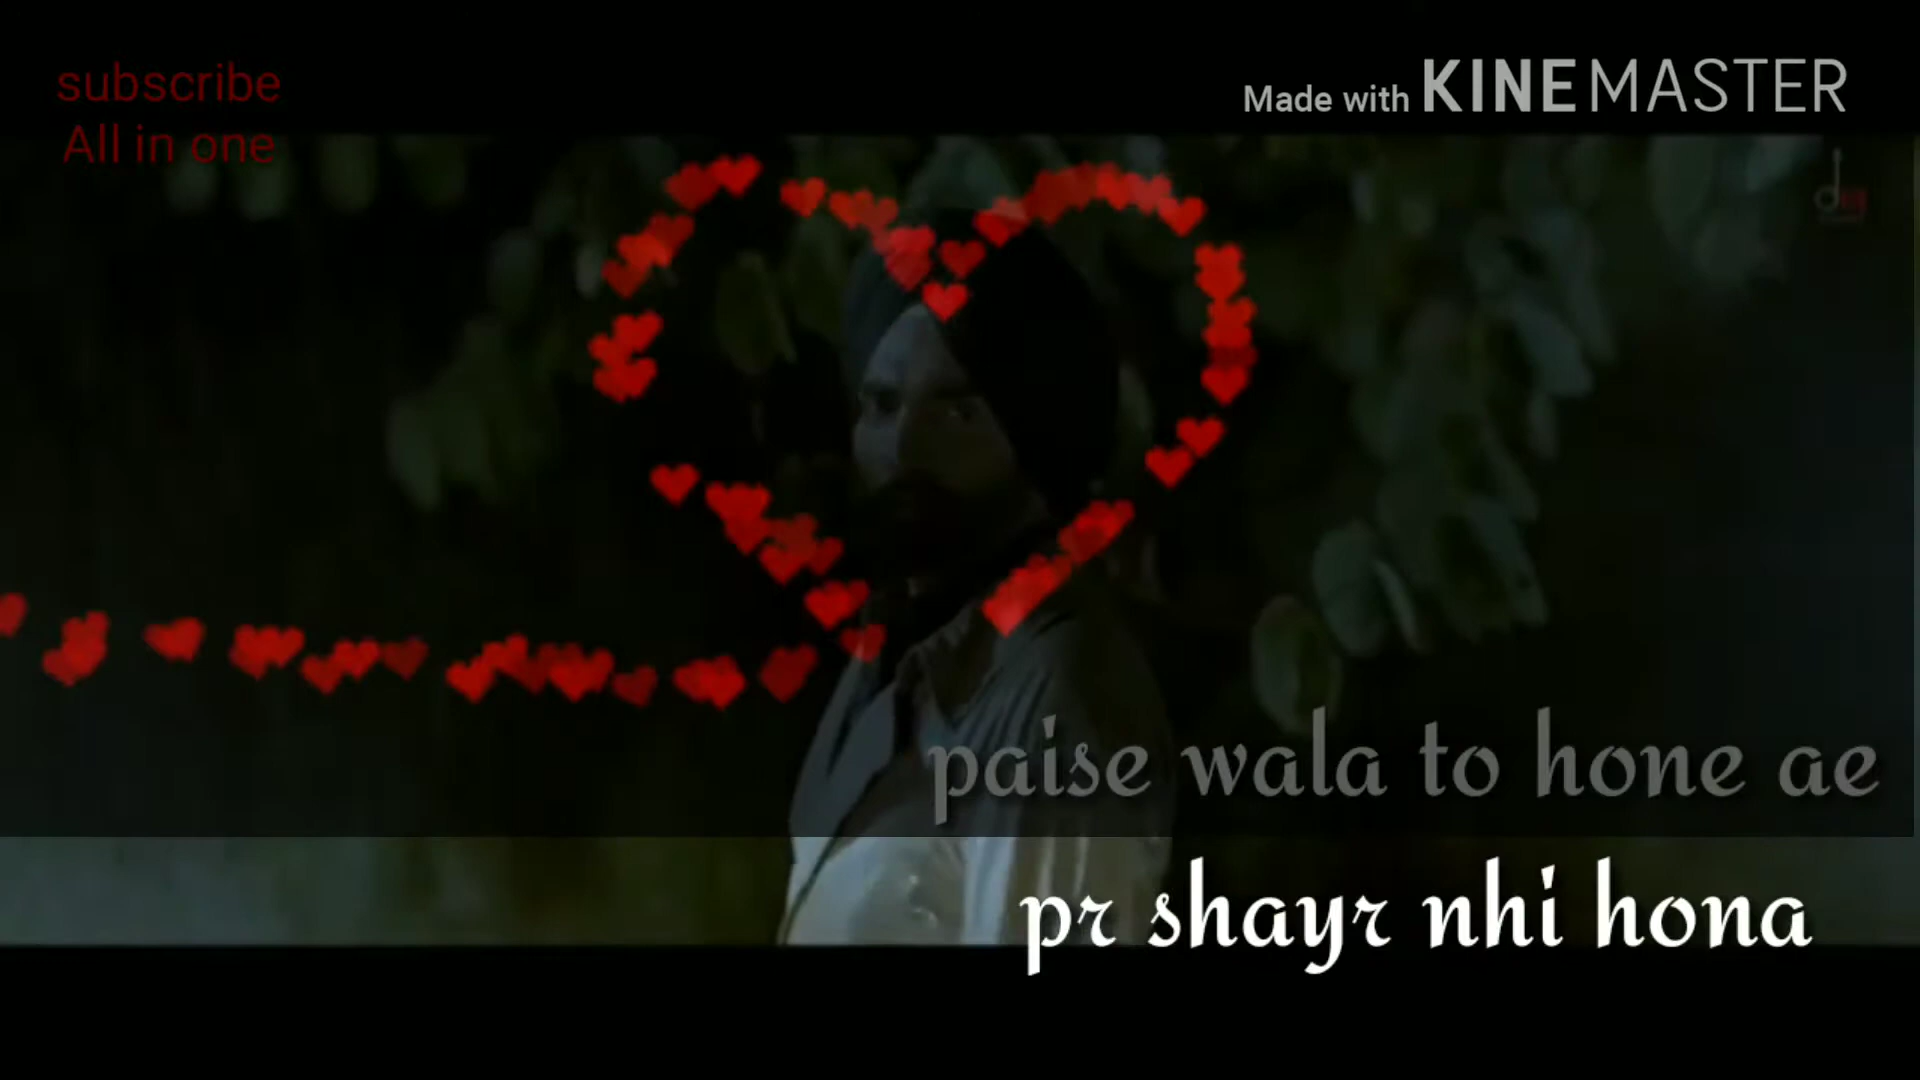 subscribe
All in one
Made with KINEMASTER
paise wala to hone ae
pr shayr nhi hona